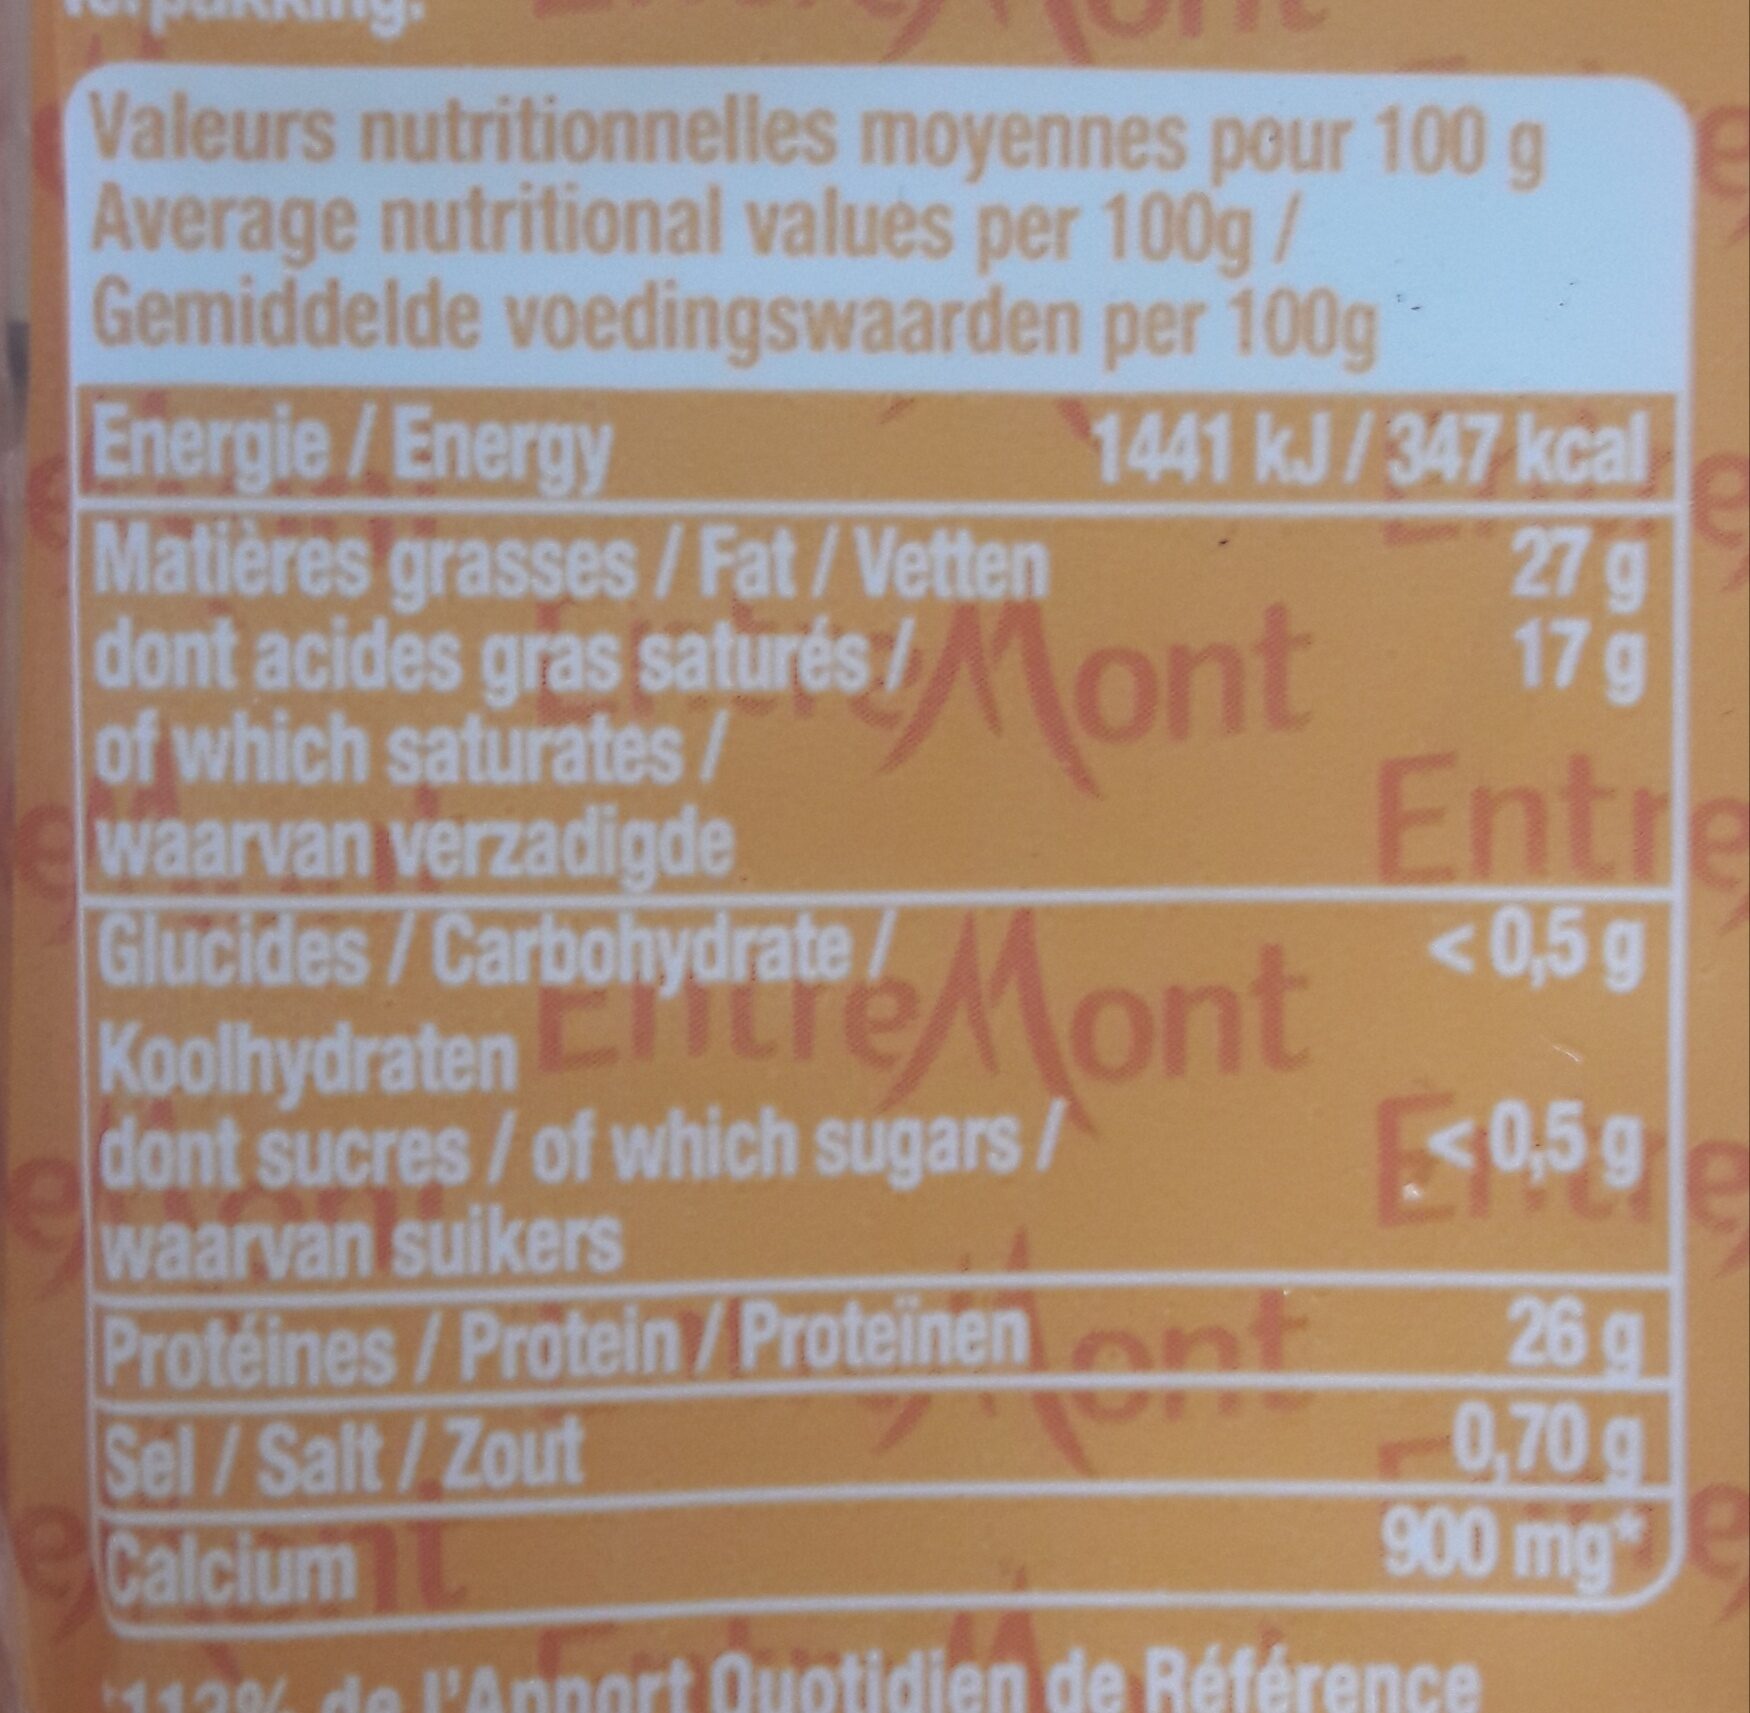 Valeurs nutritionnelles moyennes pour 100 g
Average nutritional values per 100g /
Gemiddelde voedingswaarden per 100g
Energie / Energy 1441 kJ / 347 kcal
Matières grasses / Fat / Vetten 27 g
dont acides gras saturés / 17 g
of which saturates /
waarvan verzadigde
Glucides / Carbohydrate / < 0,5 g
Koolhydraten
dont sucres / of which sugars / < 0,5 g
waarvan suikers
Protéines / Protein / Proteïnen 26 g
Sel / Salt / Zout 0,70 g
Calcium 900 mg*
*113% de l'Apport Quotidien de Référence
EntreMont
EntreMont